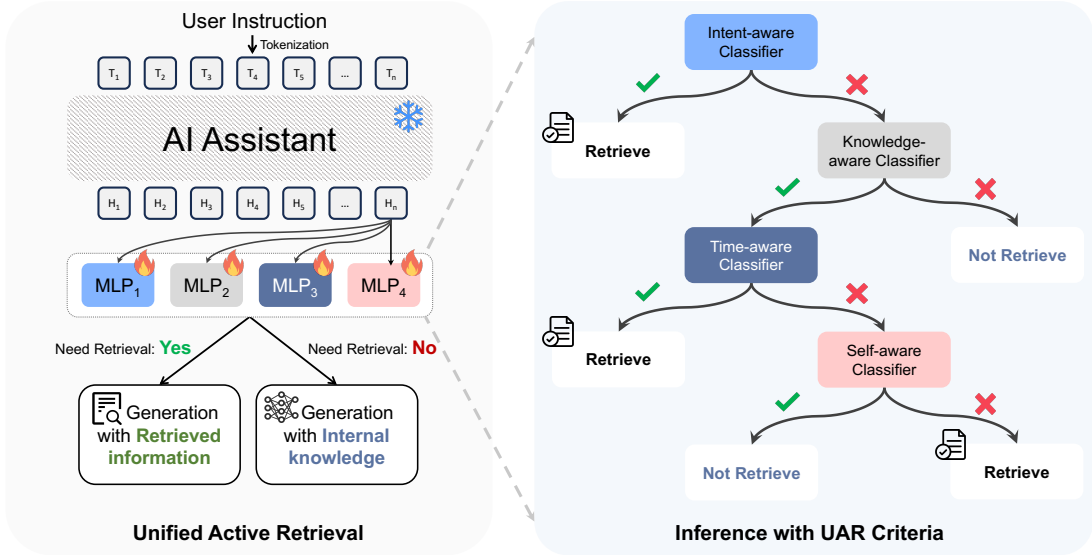 User Instruction
Tokenization
T1 T2 T3 T4 T5 ... Tn
AI Assistant
H1 H2 H3 H4 H5 ... Hn
MLP1 MLP2 MLP3 MLP4
Need Retrieval: Yes
Need Retrieval: No
Generation
with Retrieved
information
Generation
with Internal
knowledge
Unified Active Retrieval
Intent-aware
Classifier
Retrieve
Knowledge-
aware Classifier
Time-aware
Classifier
Not Retrieve
Retrieve
Self-aware
Classifier
Not Retrieve
Retrieve
Inference with UAR Criteria